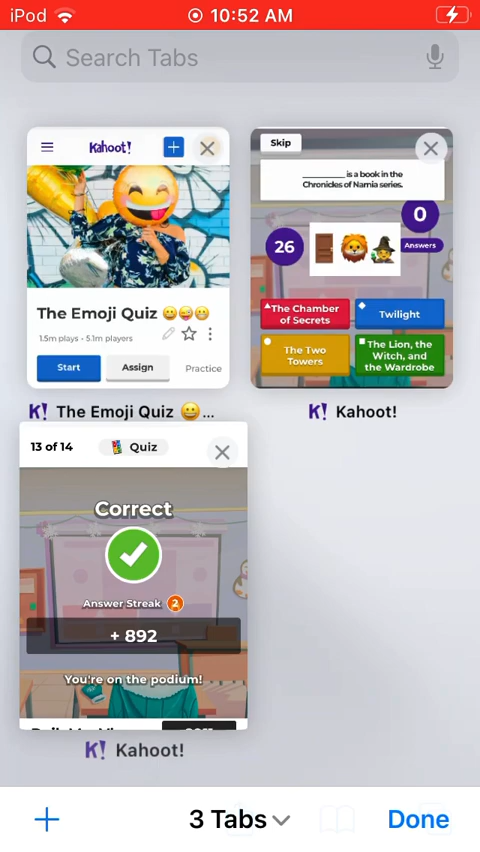 iPod
10:52 AM
Search Tabs
Kahoot!
The Emoji Quiz
1.5m plays · 5.1m players
Start
Assign
Practice
K! The Emoji Quiz 😀...
Skip
__________ is a book in the
Chronicles of Narnia series.
26
0
Answers
The Chamber
of Secrets
Twilight
The Two
Towers
The Lion, the
Witch, and
the Wardrobe
K! Kahoot!
13 of 14
Quiz
Correct
Answer Streak 2
+ 892
You're on the podium!
K! Kahoot!
3 Tabs
Done